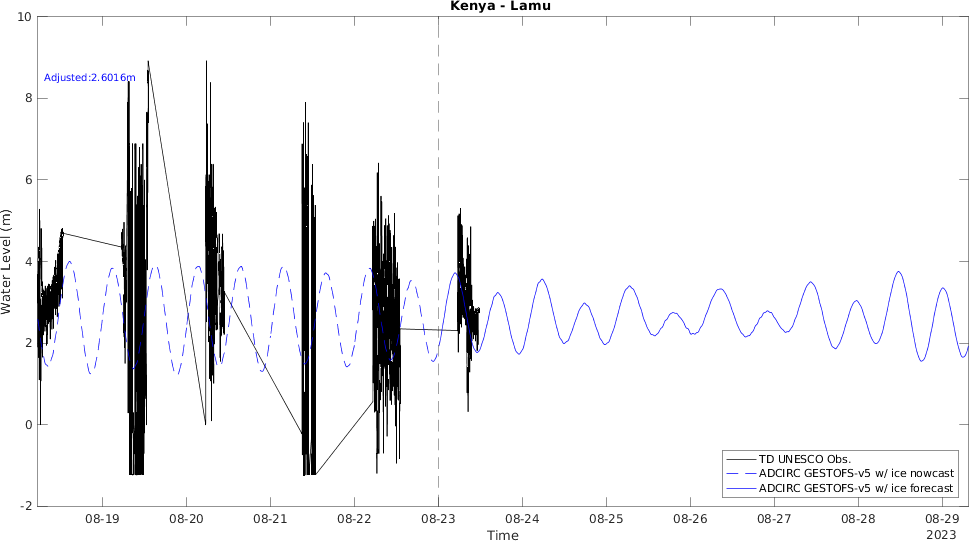 Kenya - Lamu
10
8
6
4
2
0
-2
Water Level (m)
Adjusted:2.6016m
TD UNESCO Obs.
ADCIRC GESTOFS-v5 w/ ice nowcast
ADCIRC GESTOFS-v5 w/ ice forecast
08-19 08-20 08-21 08-22 08-23 08-24 08-25 08-26 08-27 08-28 08-29
2023
Time